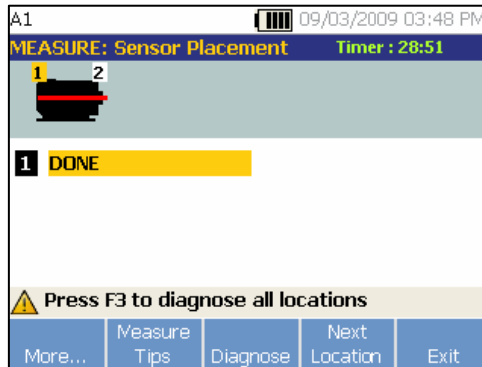 A1 09/03/2009 03:48 PM
MEASURE: Sensor Placement Timer : 28:51
1 2
1 DONE
Press F3 to diagnose all locations
Measure Next
More... Tips Diagnose Location Exit